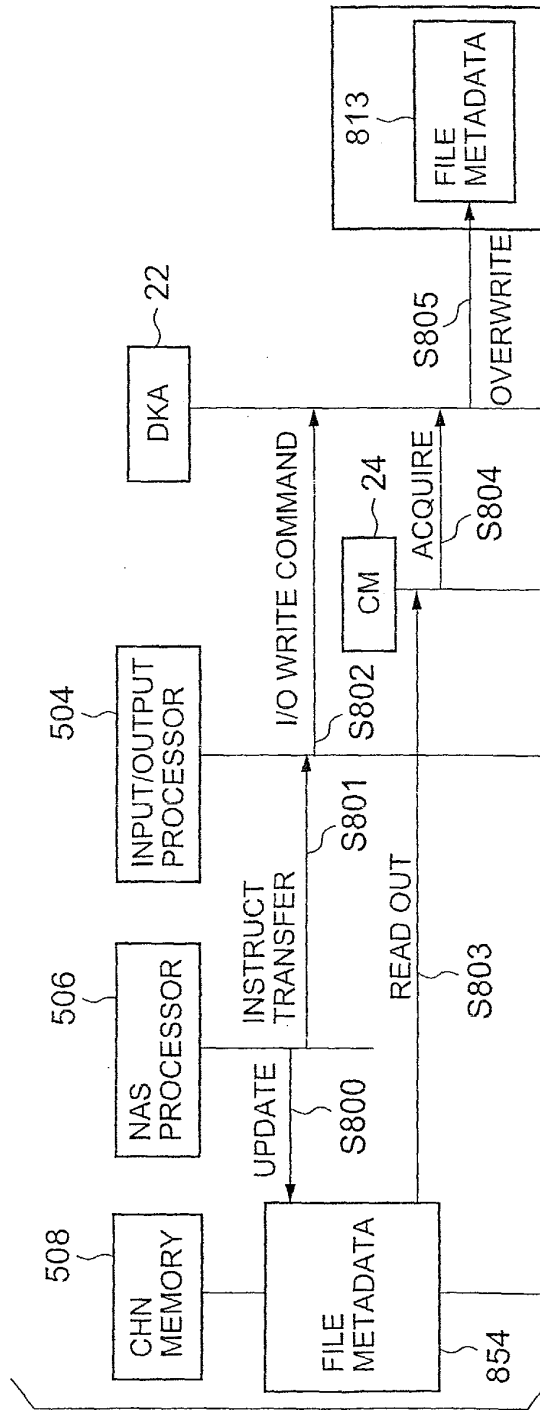 508
CHN
MEMORY
506
NAS
PROCESSOR
504
INPUT/OUTPUT
PROCESSOR
DKA
22
UPDATE
S800
INSTRUCT
TRANSFER
S801
I/O WRITE COMMAND
S802
CM
24
FILE
METADATA
854
READ OUT
S803
ACQUIRE
S804
S805
OVERWRITE
813
FILE
METADATA